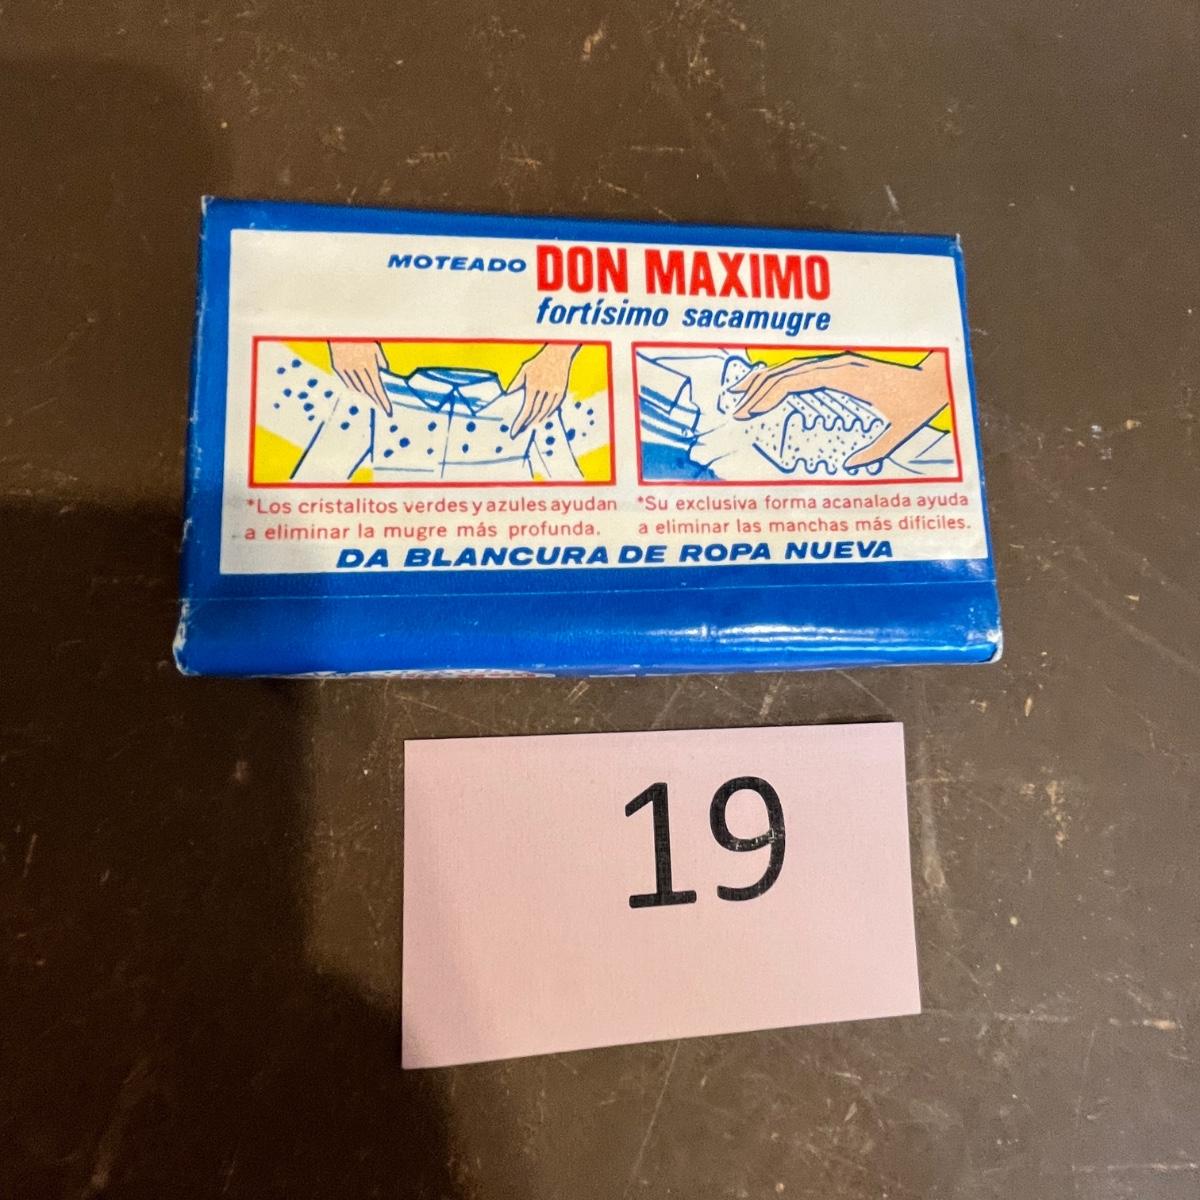 MOTEADO DON MAXIMO
fortísimo sacamugre
*Los cristalitos verdes y azules ayudan
a eliminar la mugre más profunda.
*Su exclusiva forma acanalada ayuda
a eliminar las manchas más dificiles.
DA BLANCURA DE ROPA NUEVA
19